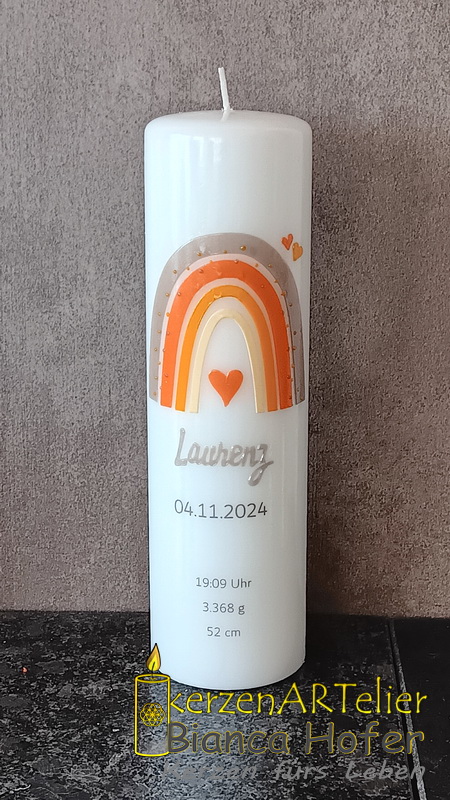 Laurenz
04.11.2024
19:09 Uhr
3.368 g
52 cm
kerzenARTelier
Bianca Hofer
Kerzen fürs Leben